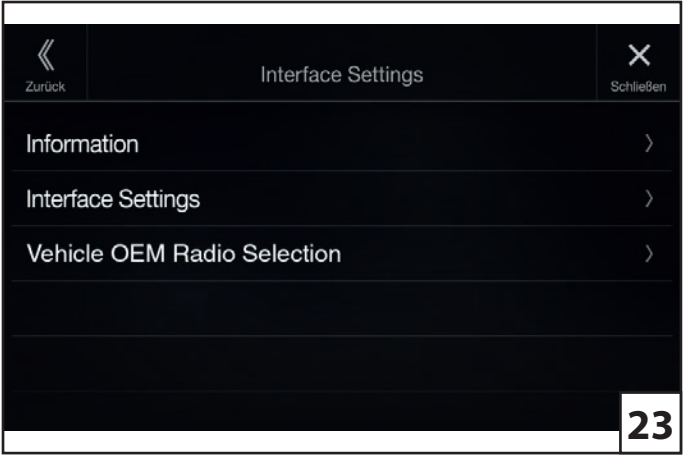 Interface Settings
Zurück
Schließen
Information
Interface Settings
Vehicle OEM Radio Selection
23